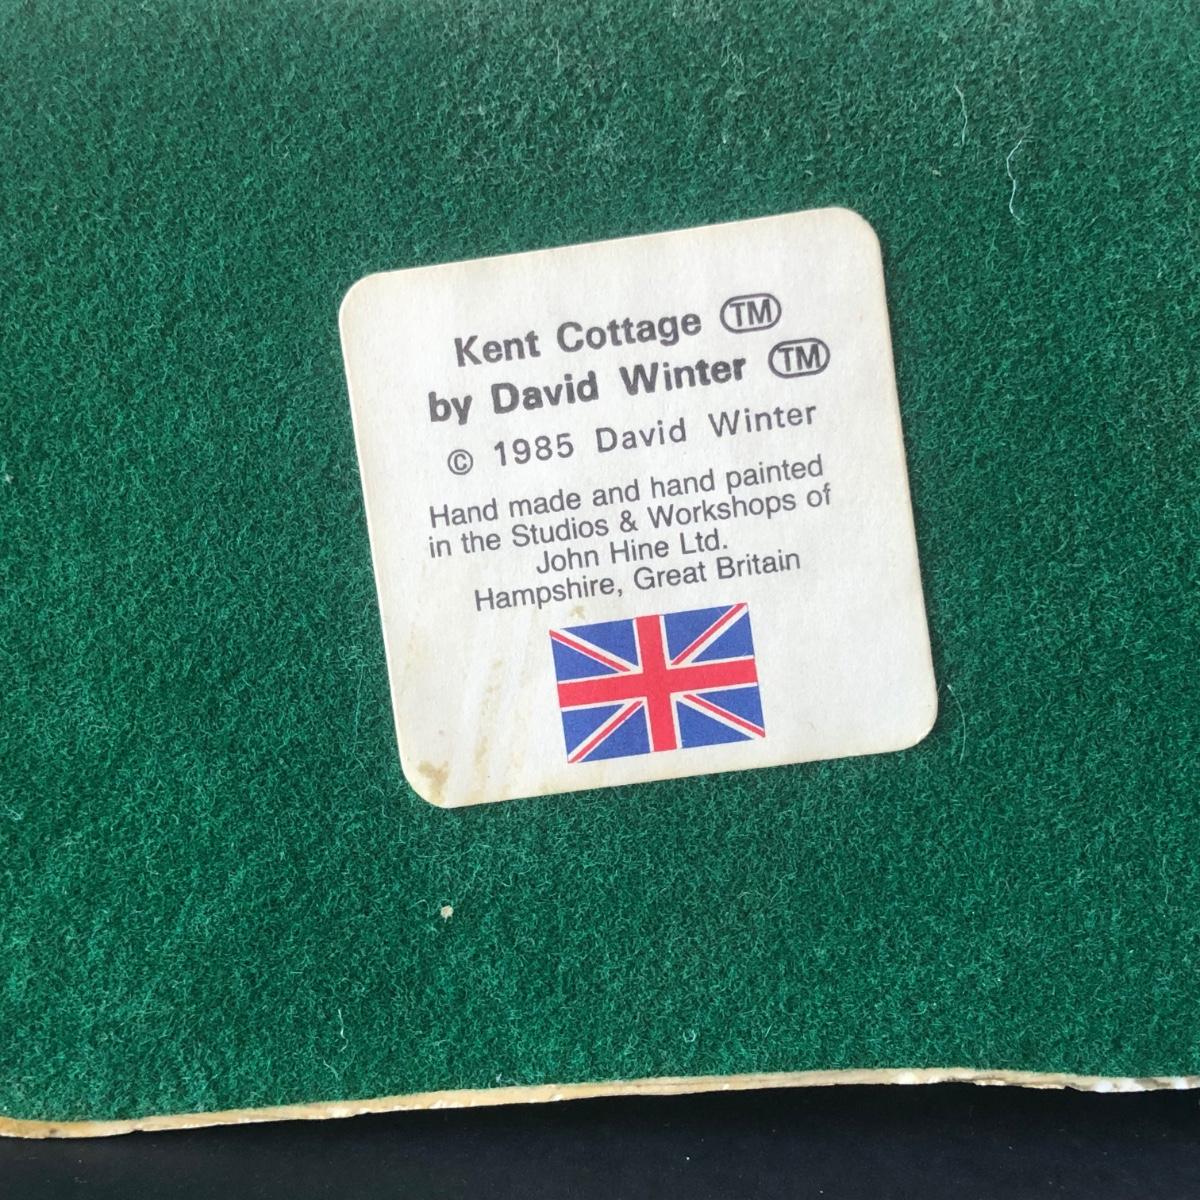 Kent Cottage TM
by David Winter TM
© 1985 David Winter
Hand made and hand painted
in the Studios & Workshops of
John Hine Ltd.
Hampshire, Great Britain